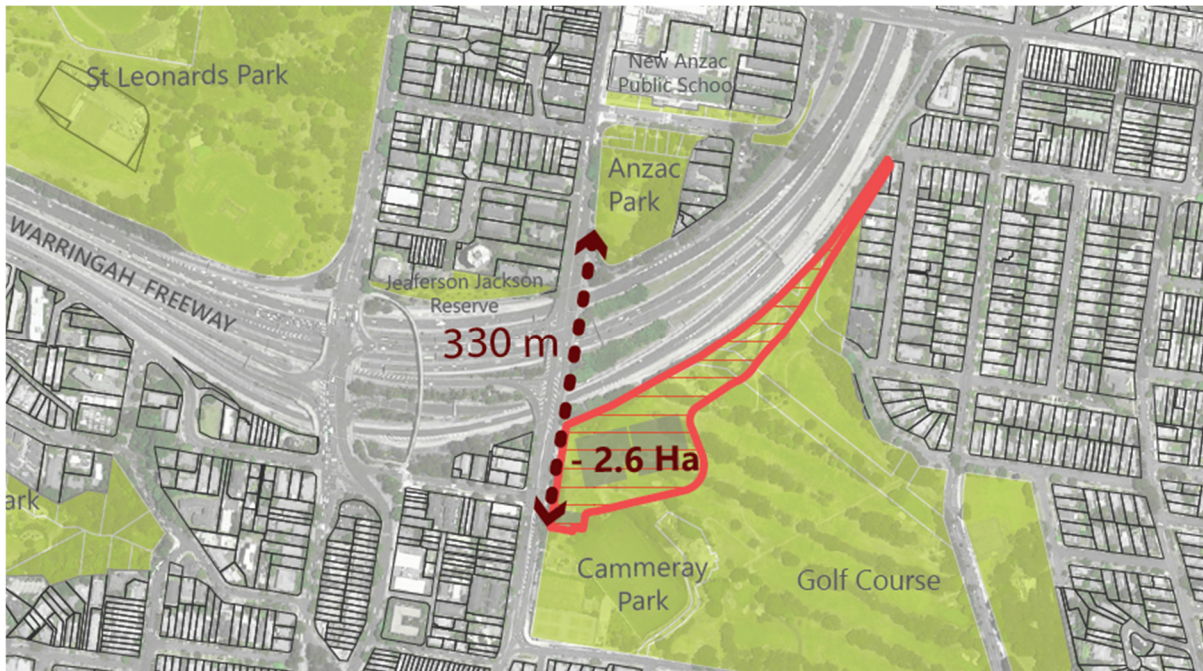 St Leonards Park
New Anzac
Public School
Anzac
Park
WARRINGAH FREEWAY
Jeaferson Jackson
Reserve
330 m
- 2.6 Ha
ark
Cammeray
Park
Golf Course